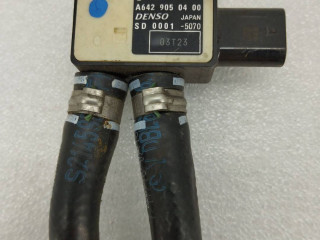 A642 905 04 00
DENSO JAPAN
SD 0001 -5070
03T23